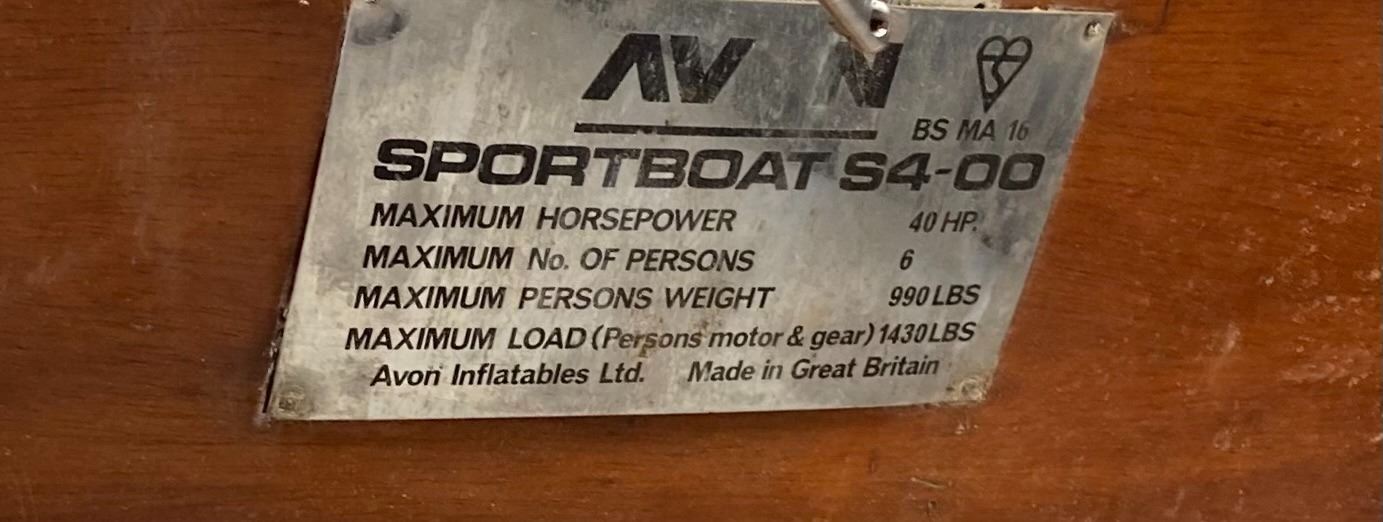 AVON
BS MA 16
SPORTBOAT S4-00
MAXIMUM HORSEPOWER 40 HP.
MAXIMUM No. OF PERSONS 6
MAXIMUM PERSONS WEIGHT 990 LBS
MAXIMUM LOAD (Persons motor & gear) 1430 LBS
Avon Inflatables Ltd. Made in Great Britain